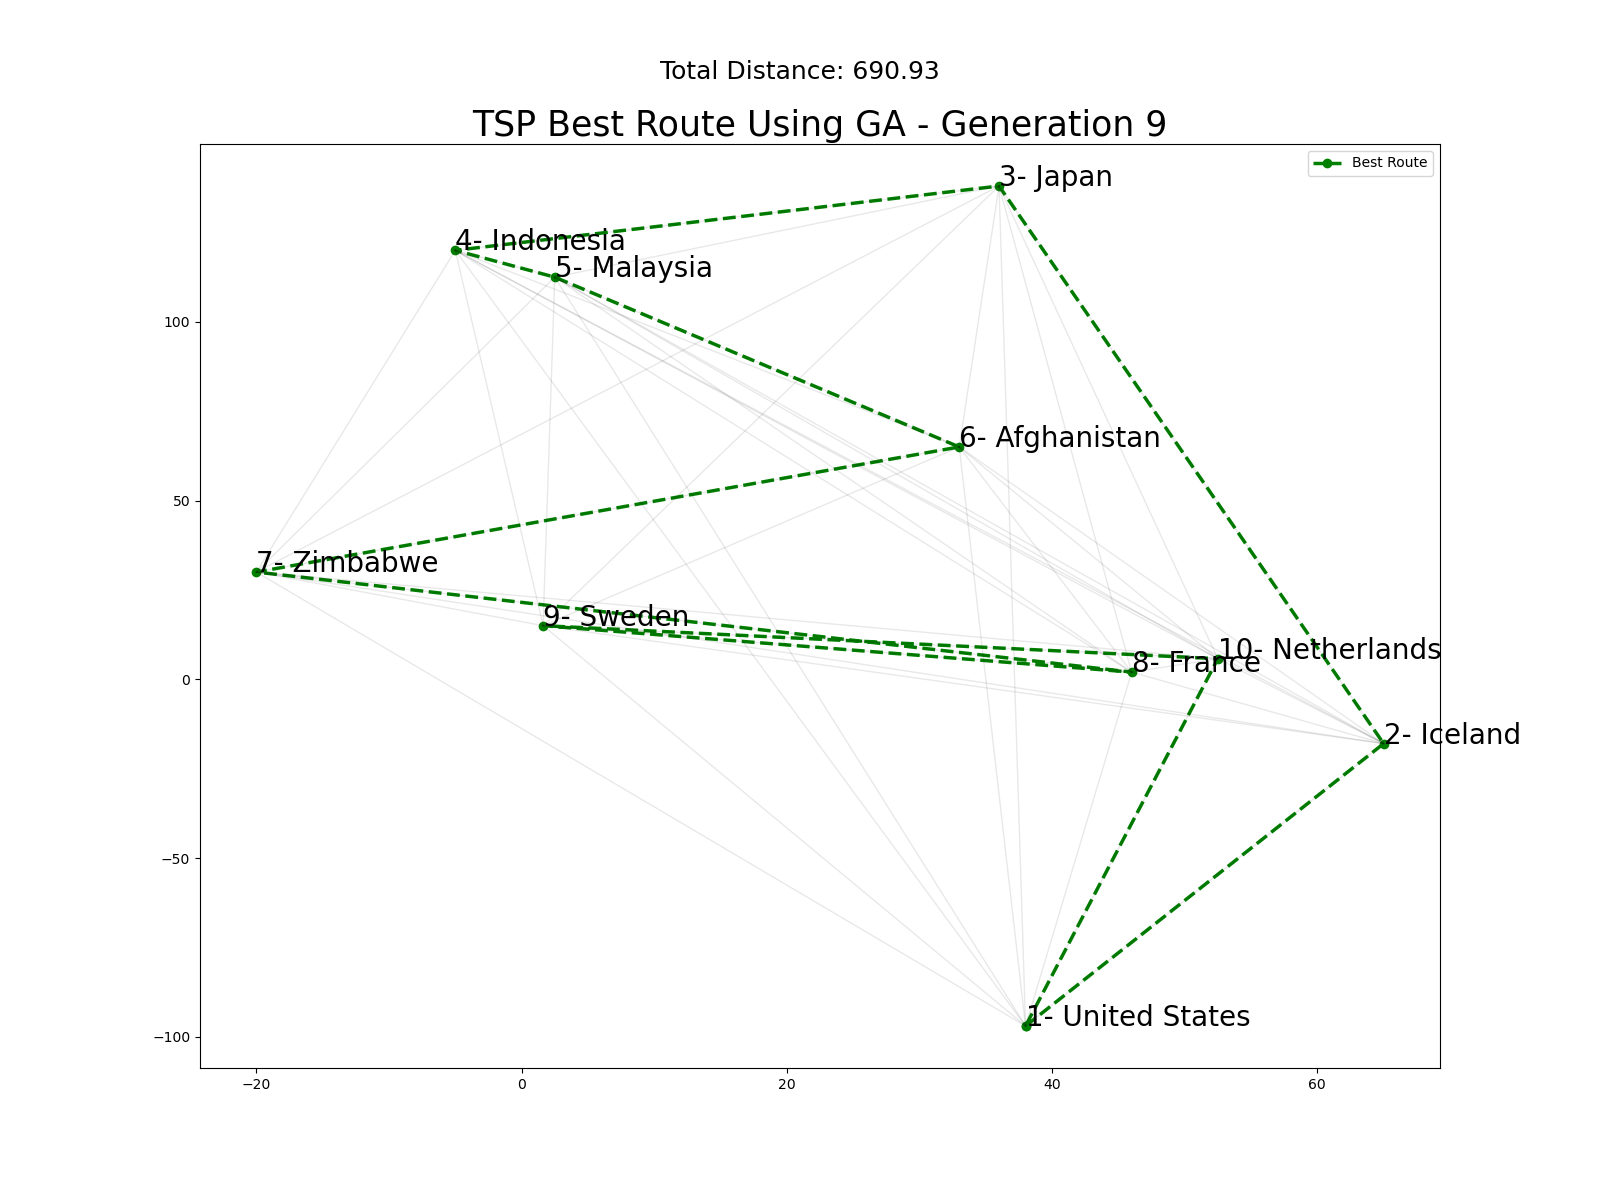 Total Distance: 690.93
TSP Best Route Using GA - Generation 9
Best Route
3- Japan
4- Indonesia
5- Malaysia
100
6- Afghanistan
50
7- Zimbabwe
9- Sweden
10- Netherlands
8- France
0
2- Iceland
−50
1- United States
−100
−20 0 20 40 60